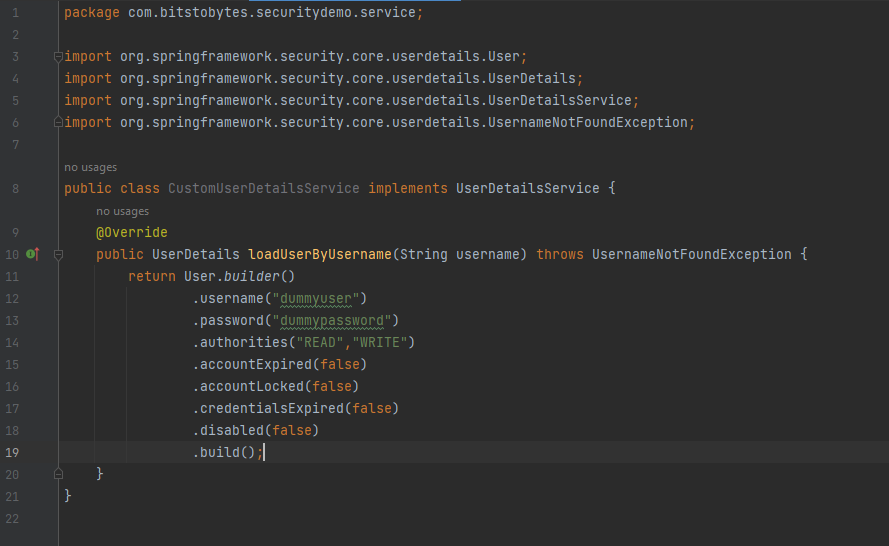 1 package com.bitstobytes.securitydemo.service;
2
3 import org.springframework.security.core.userdetails.User;
4 import org.springframework.security.core.userdetails.UserDetails;
5 import org.springframework.security.core.userdetails.UserDetailsService;
6 import org.springframework.security.core.userdetails.UsernameNotFoundException;
7
no usages
8 public class CustomUserDetailsService implements UserDetailsService {
no usages
9 @Override
10 public UserDetails loadUserByUsername(String username) throws UsernameNotFoundException {
11 return User.builder()
12 .username("dummyuser")
13 .password("dummypassword")
14 .authorities("READ","WRITE")
15 .accountExpired(false)
16 .accountLocked(false)
17 .credentialsExpired(false)
18 .disabled(false)
19 .build();
20 }
21 }
22